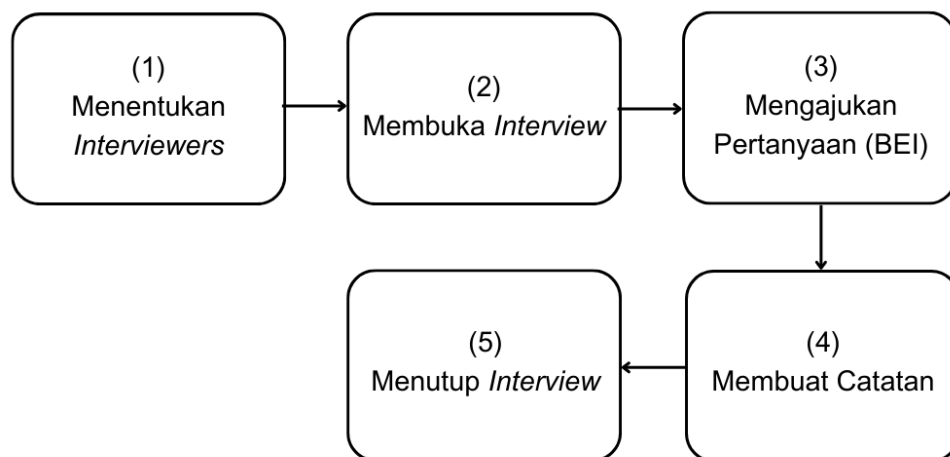 (1)
Menentukan
Interviewers
(2)
Membuka Interview
(3)
Mengajukan
Pertanyaan (BEI)
(4)
Membuat Catatan
(5)
Menutup Interview